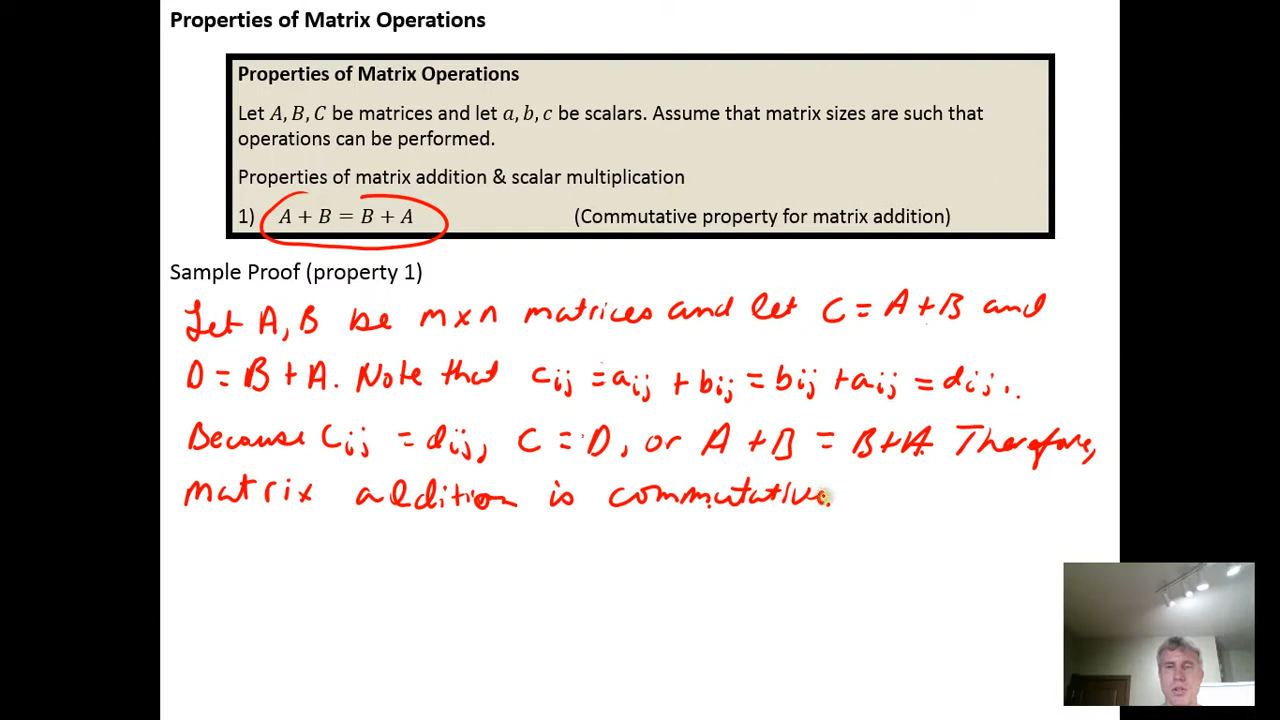 Properties of Matrix Operations
Properties of Matrix Operations
Let A, B, C be matrices and let a, b, c be scalars. Assume that matrix sizes are such that
operations can be performed.
Properties of matrix addition & scalar multiplication
1) A + B = B + A (Commutative property for matrix addition)
Sample Proof (property 1)
Let A, B be m×n matrices and let C = A + B and
D = B + A. Note that cij = aij + bij = bij + aij = dij.
Because Cij = dij, C = D, or A + B = B + A. Therefore,
matrix addition is commutative.